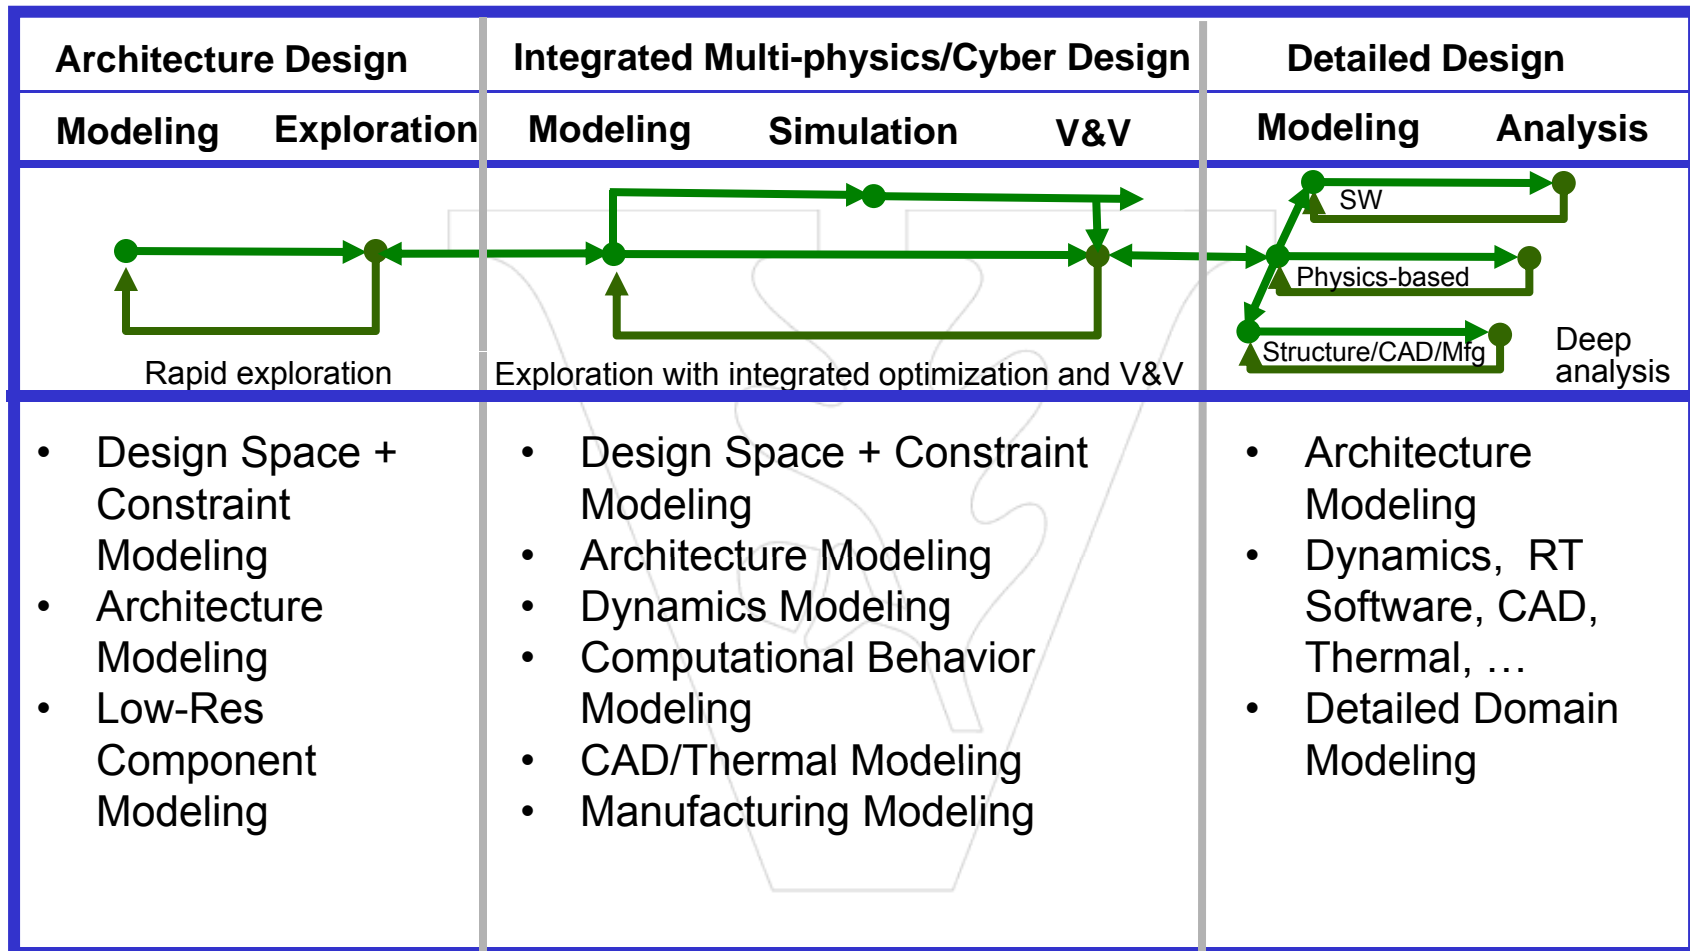 Architecture Design
Integrated Multi-physics/Cyber Design
Detailed Design
Modeling
Exploration
Modeling
Simulation
V&V
Modeling
Analysis
SW
Physics-based
Structure/CAD/Mfg
Deep
analysis
Rapid exploration
Exploration with integrated optimization and V&V
• Design Space +
Constraint
Modeling
• Architecture
Modeling
• Low-Res
Component
Modeling
• Design Space + Constraint
Modeling
• Architecture Modeling
• Dynamics Modeling
• Computational Behavior
Modeling
• CAD/Thermal Modeling
• Manufacturing Modeling
• Architecture
Modeling
• Dynamics, RT
Software, CAD,
Thermal, …
• Detailed Domain
Modeling